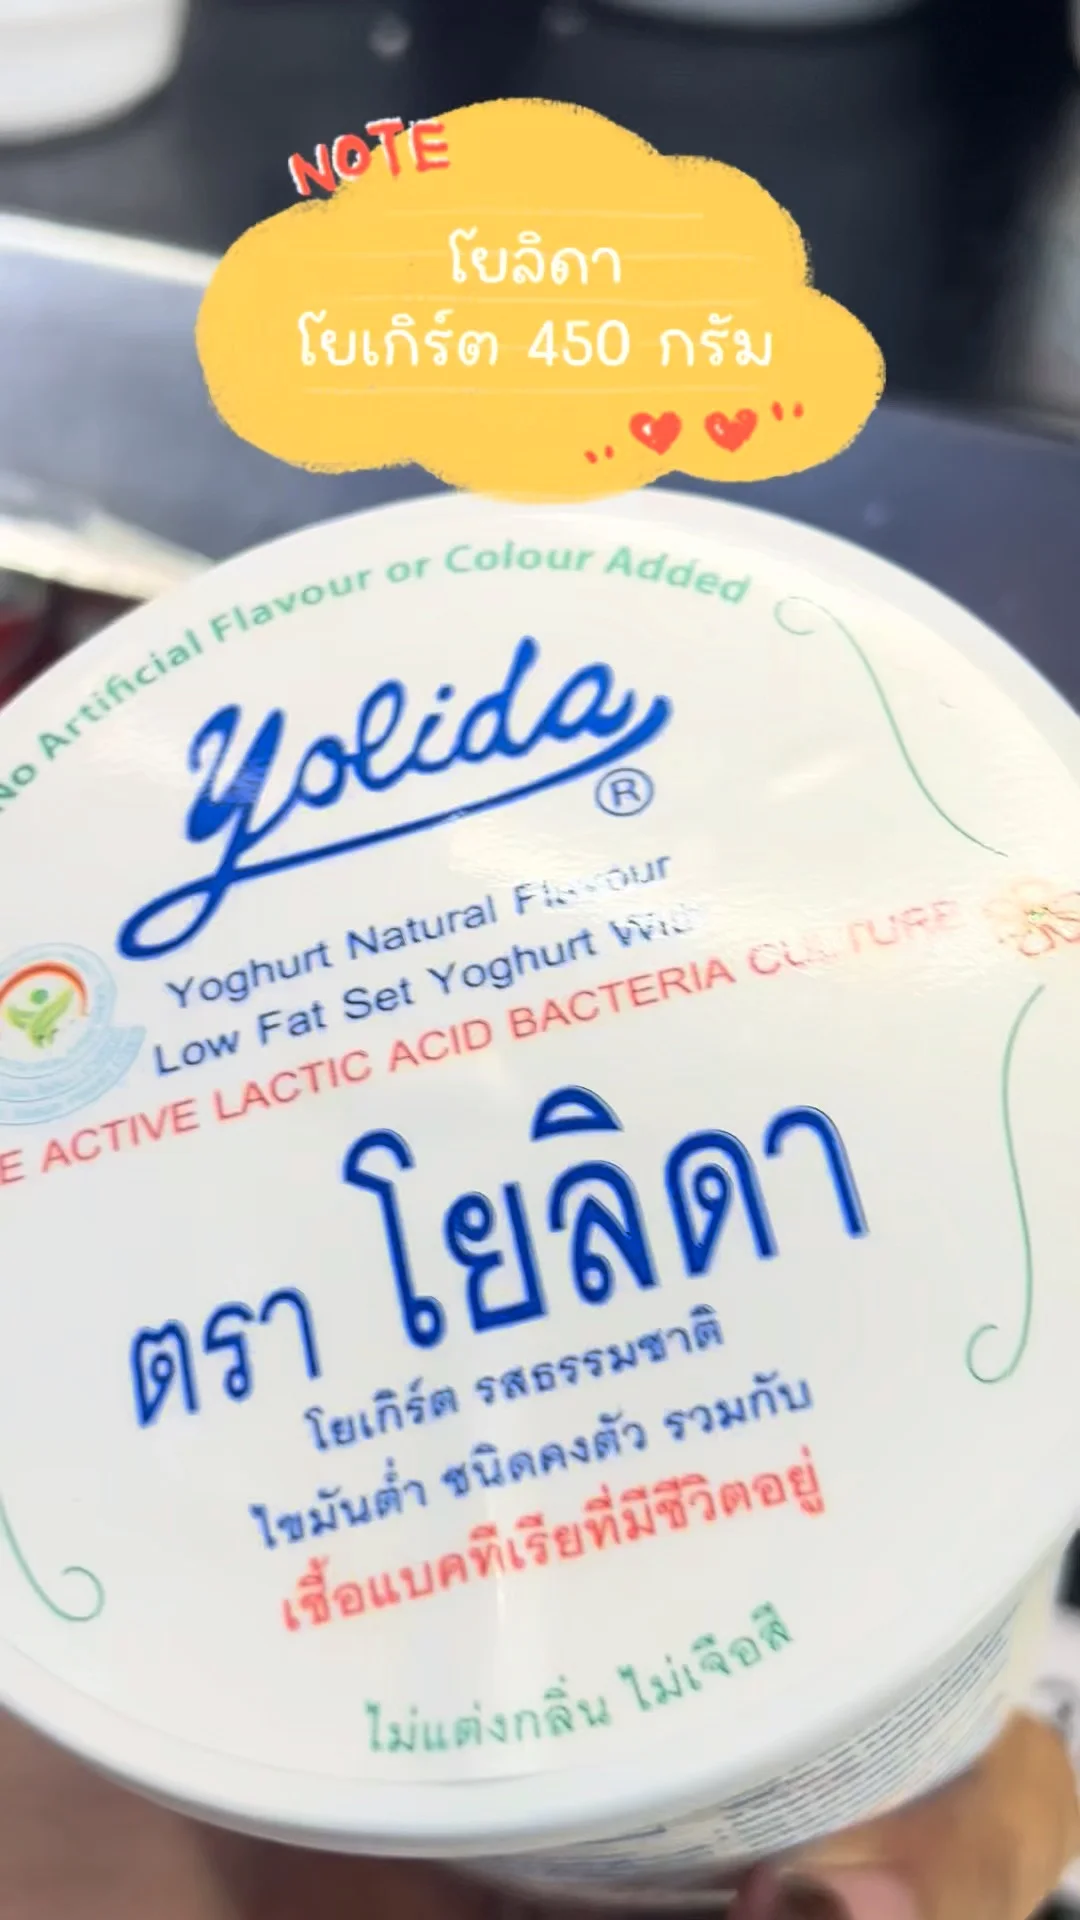 NOTE
โยลิดา
โยเกิร์ต 450 กรัม
No Artificial Flavour or Colour Added
Yolida
®
Yoghurt Natural Flavour
Low Fat Set Yoghurt With
E ACTIVE LACTIC ACID BACTERIA CULTURE
ตรา โยลิดา
โยเกิร์ต รสธรรมชาติ
ไขมันต่ำ ชนิดคงตัว รวมกับ
เชื้อแบคทีเรียที่มีชีวิตอยู่
ไม่แต่งกลิ่น ไม่เจือสี